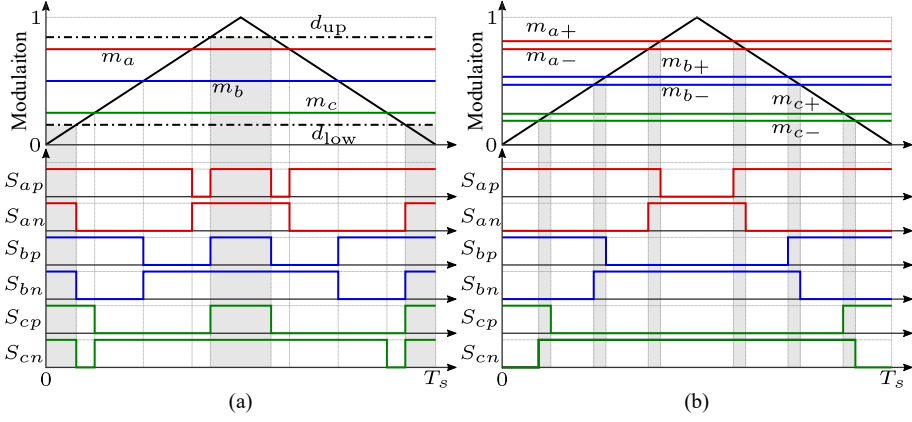 1
Modulaiton
0
d_up
m_a
m_b
m_c
d_low
S_ap
S_an
S_bp
S_bn
S_cp
S_cn
0
T_s
(a)
1
Modulaiton
0
m_a+
m_a−
m_b+
m_b−
m_c+
m_c−
S_ap
S_an
S_bp
S_bn
S_cp
S_cn
0
T_s
(b)